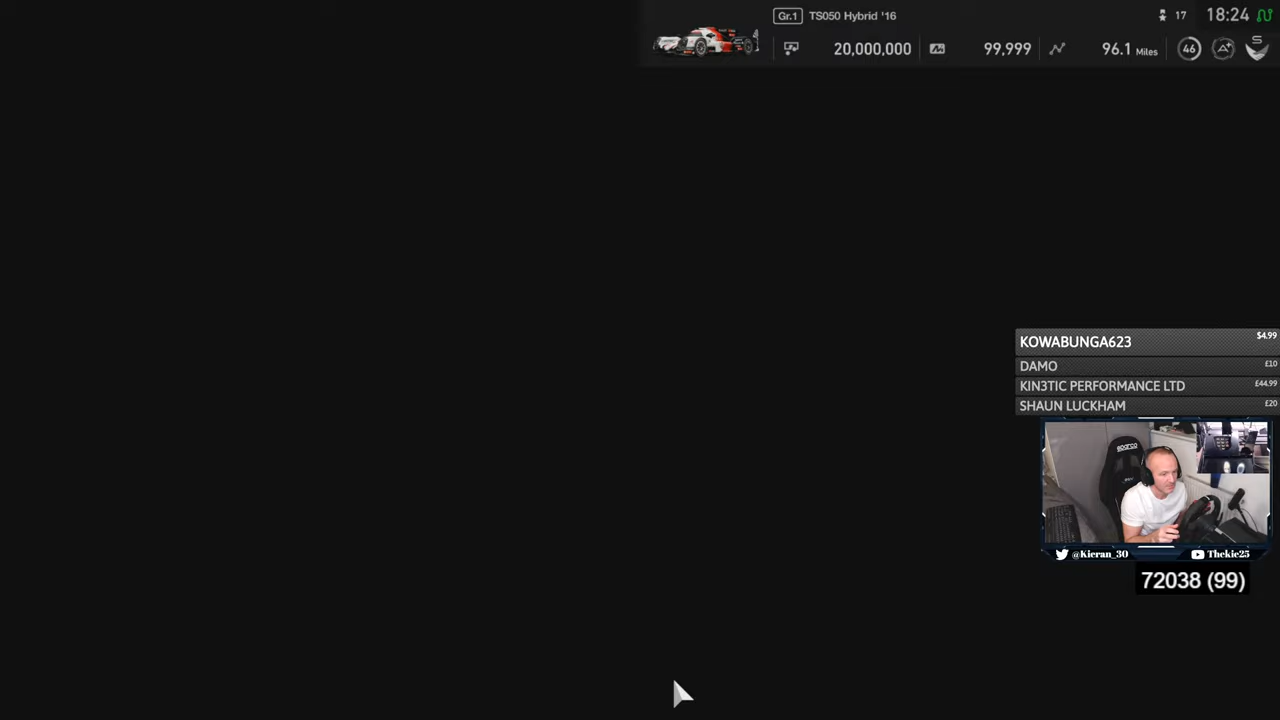 Gr.1 TS050 Hybrid '16
17 18:24
20,000,000 99,999 96.1 Miles 46 A+ S
KOWABUNGA623 $4.99
DAMO £10
KIN3TIC PERFORMANCE LTD £44.99
SHAUN LUCKHAM £20
sparco
@Kieran_30 Thekie25
72038 (99)